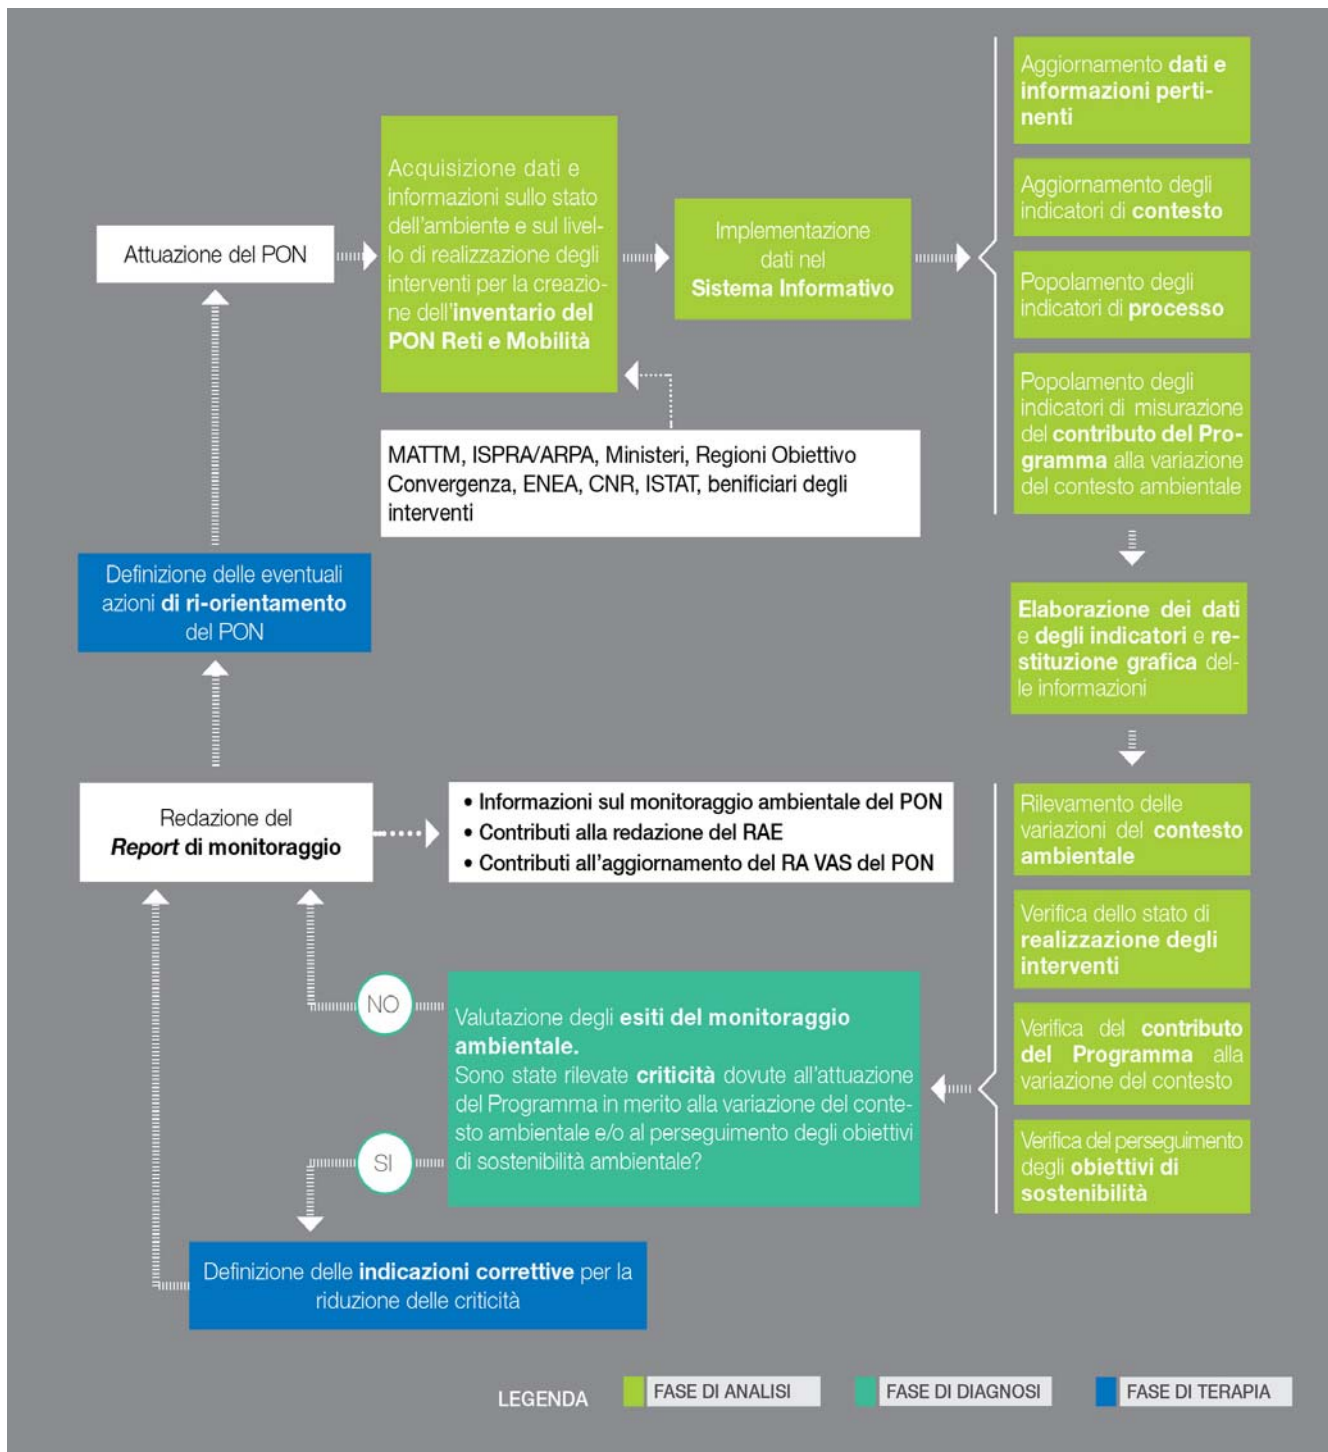 Attuazione del PON
Acquisizione dati e
informazioni sullo stato
dell'ambiente e sul livel-
lo di realizzazione degli
interventi per la creazio-
ne dell'inventario del
PON Reti e Mobilità
Implementazione
dati nel
Sistema Informativo
Aggiornamento dati e
informazioni perti-
nenti
Aggiornamento degli
indicatori di contesto
Popolamento degli
indicatori di processo
Popolamento degli
indicatori di misurazione
del contributo del Pro-
gramma alla variazione
del contesto ambientale
MATTM, ISPRA/ARPA, Ministeri, Regioni Obiettivo
Convergenza, ENEA, CNR, ISTAT, benificiari degli
interventi
Definizione delle eventuali
azioni di ri-orientamento
del PON
Elaborazione dei dati
e degli indicatori e re-
stituzione grafica del-
le informazioni
Redazione del
Report di monitoraggio
• Informazioni sul monitoraggio ambientale del PON
• Contributi alla redazione del RAE
• Contributi all'aggiornamento del RA VAS del PON
Rilevamento delle
variazioni del contesto
ambientale
Verifica dello stato di
realizzazione degli
interventi
Verifica del contributo
del Programma alla
variazione del contesto
Verifica del perseguimento
degli obiettivi di
sostenibilità
NO
Valutazione degli esiti del monitoraggio
ambientale.
Sono state rilevate criticità dovute all'attuazione
del Programma in merito alla variazione del conte-
sto ambientale e/o al perseguimento degli obiettivi
di sostenibilità ambientale?
SI
Definizione delle indicazioni correttive per la
riduzione delle criticità
LEGENDA
FASE DI ANALISI
FASE DI DIAGNOSI
FASE DI TERAPIA